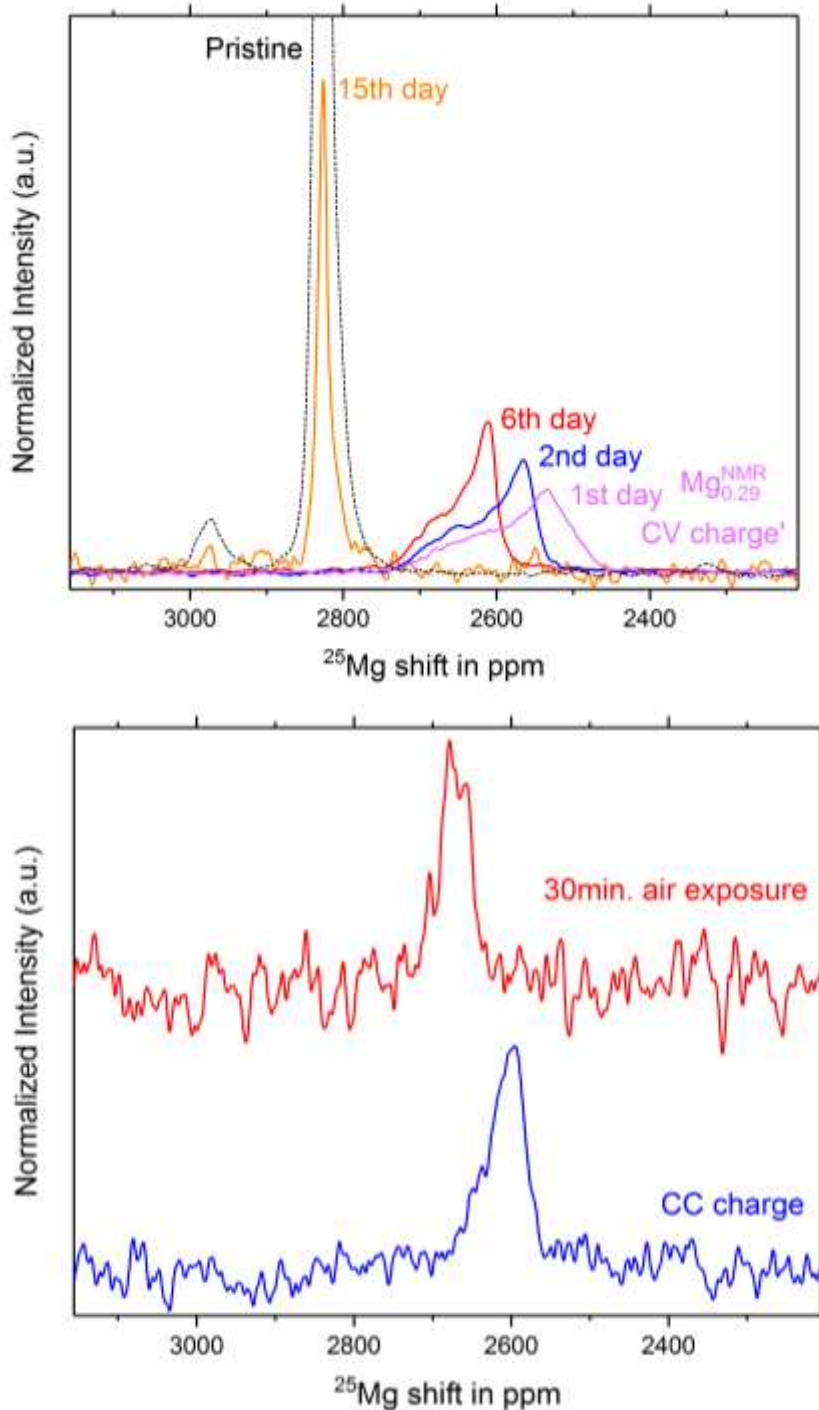 Pristine
15th day
6th day
2nd day
1st day
Mg₀.₂₉ᴺᴹᴿ
CV charge'
Normalized Intensity (a.u.)
3000 2800 2600 2400
²⁵Mg shift in ppm
30min. air exposure
CC charge
Normalized Intensity (a.u.)
3000 2800 2600 2400
²⁵Mg shift in ppm